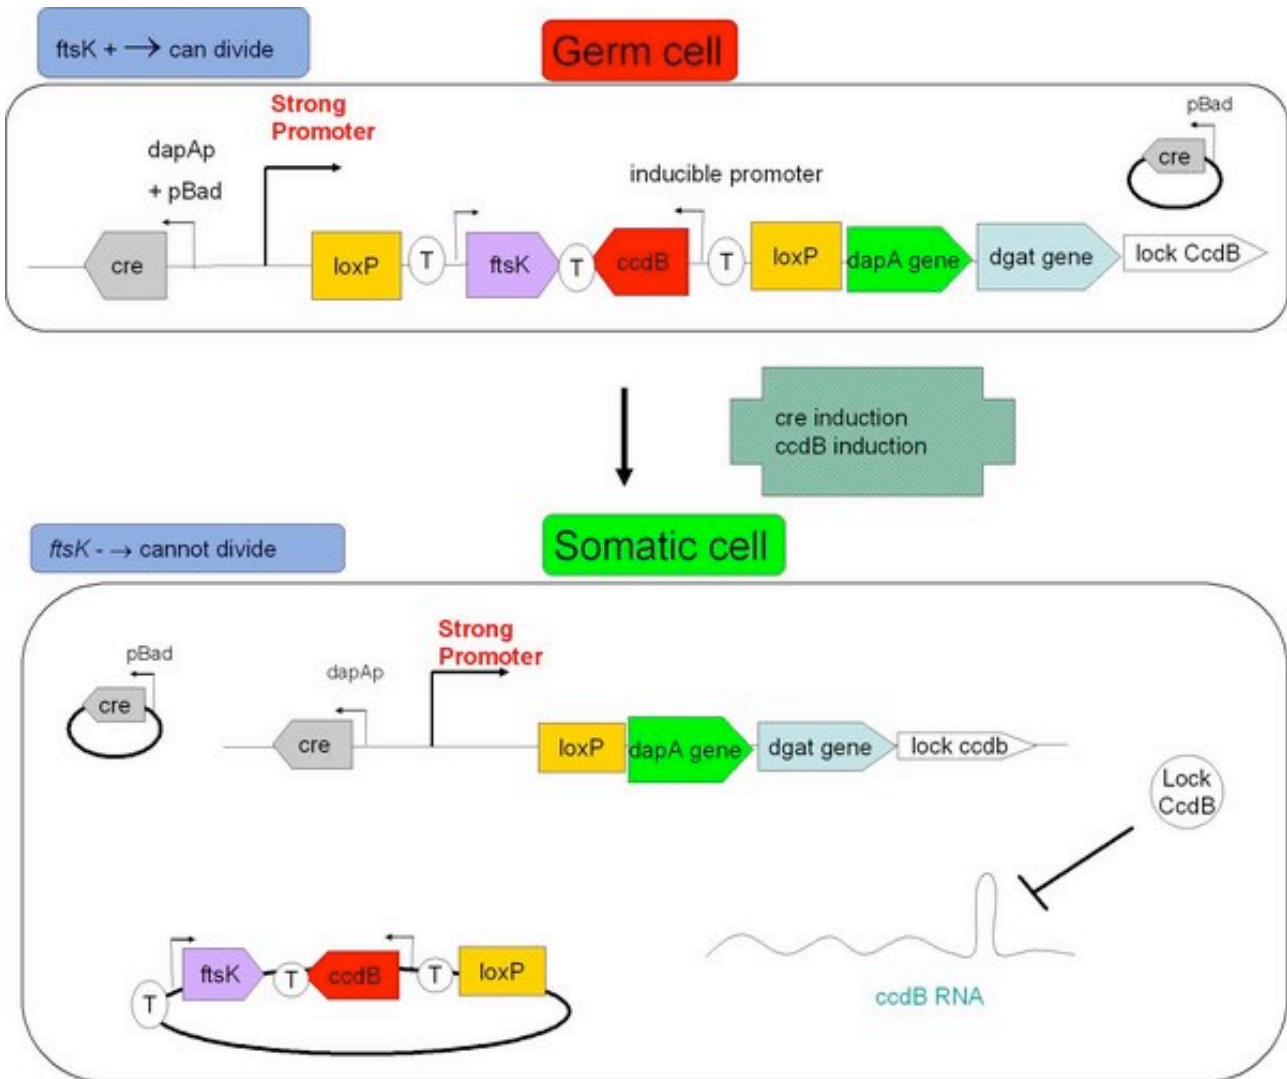 ftsK + → can divide
Germ cell
Strong
Promoter
pBad
dapAp
+ pBad
inducible promoter
cre
cre
loxP
T
ftsK
T
ccdB
T
loxP
dapA gene
dgat gene
lock CcdB
cre induction
ccdB induction
ftsK - → cannot divide
Somatic cell
Strong
Promoter
pBad
dapAp
cre
cre
loxP
dapA gene
dgat gene
lock ccdb
Lock
CcdB
T
ftsK
T
ccdB
T
loxP
ccdB RNA